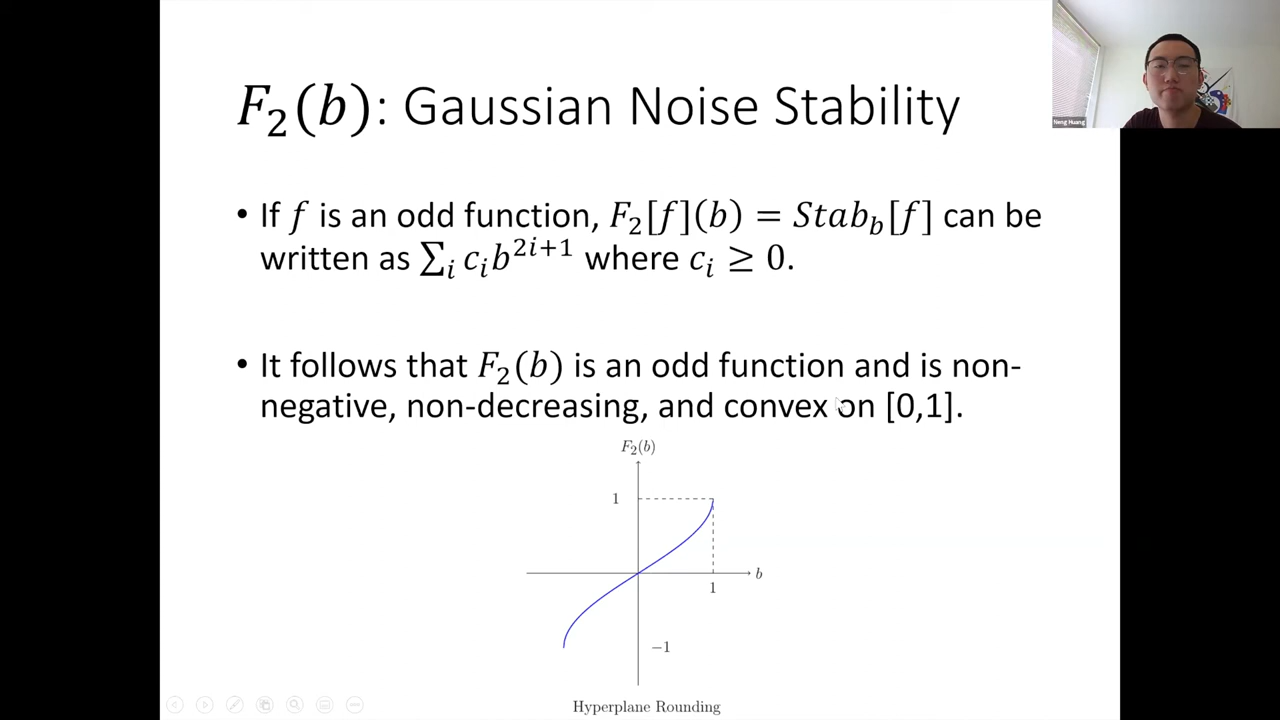 F₂(b): Gaussian Noise Stability
Neng Huang
• If f is an odd function, F₂[f](b) = Stab_b[f] can be
written as ∑ᵢ cᵢb²ⁱ⁺¹ where cᵢ ≥ 0.
• It follows that F₂(b) is an odd function and is non-
negative, non-decreasing, and convex on [0,1].
F₂(b)
1
b
1
−1
Hyperplane Rounding